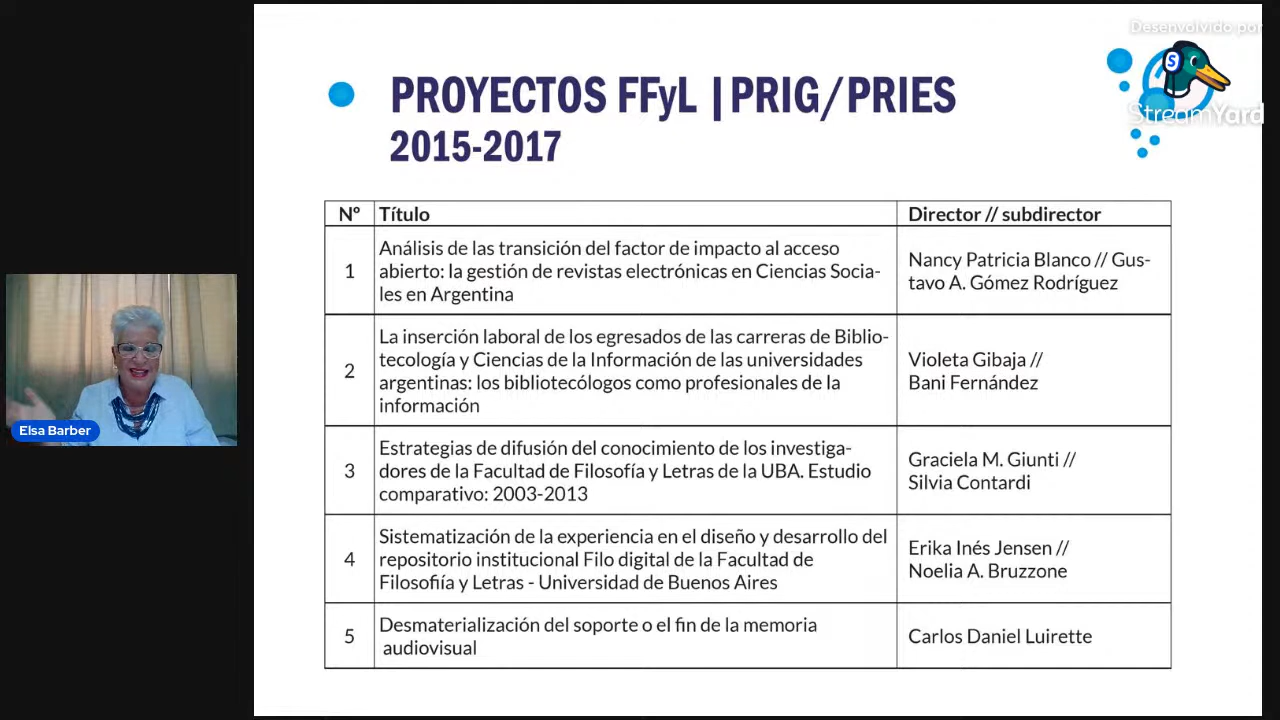 Desenvolvido por
StreamYard
PROYECTOS FFyL | PRIG/PRIES
2015-2017
Nº Título Director // subdirector
1
Análisis de las transición del factor de impacto al acceso
abierto: la gestión de revistas electrónicas en Ciencias Socia-
les en Argentina
Nancy Patricia Blanco // Gus-
tavo A. Gómez Rodríguez
2
La inserción laboral de los egresados de las carreras de Biblio-
tecología y Ciencias de la Información de las universidades
argentinas: los bibliotecólogos como profesionales de la
información
Violeta Gibaja //
Bani Fernández
3
Estrategias de difusión del conocimiento de los investiga-
dores de la Facultad de Filosofía y Letras de la UBA. Estudio
comparativo: 2003-2013
Graciela M. Giunti //
Silvia Contardi
4
Sistematización de la experiencia en el diseño y desarrollo del
repositorio institucional Filo digital de la Facultad de
Filosofíia y Letras - Universidad de Buenos Aires
Erika Inés Jensen //
Noelia A. Bruzzone
5
Desmaterialización del soporte o el fin de la memoria
audiovisual
Carlos Daniel Luirette
Elsa Barber